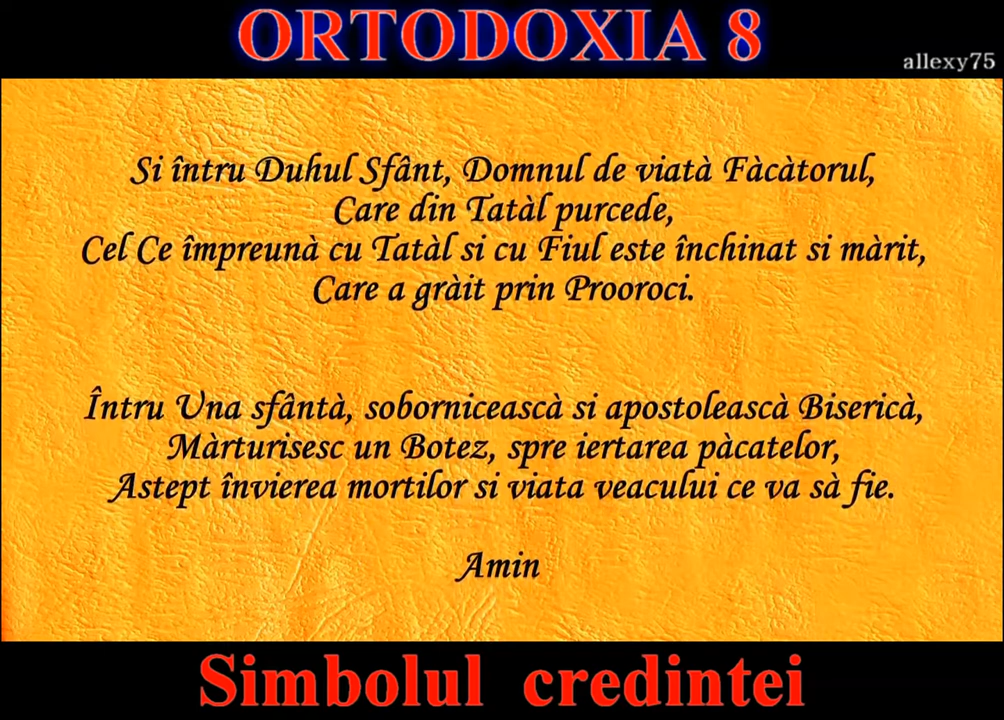 ORTODOXIA 8
allexy75
Si întru Duhul Sfânt, Domnul de viatà Fàcàtorul,
Care din Tatàl purcede,
Cel Ce împreunà cu Tatàl si cu Fiul este închinat si màrit,
Care a gràit prin Prooroci.
Întru Una sfântà, soborniceascà si apostoleascà Bisericà,
Màrturisesc un Botez, spre iertarea pàcatelor,
Astept învierea mortilor si viata veacului ce va sà fie.
Amin
Simbolul credintei